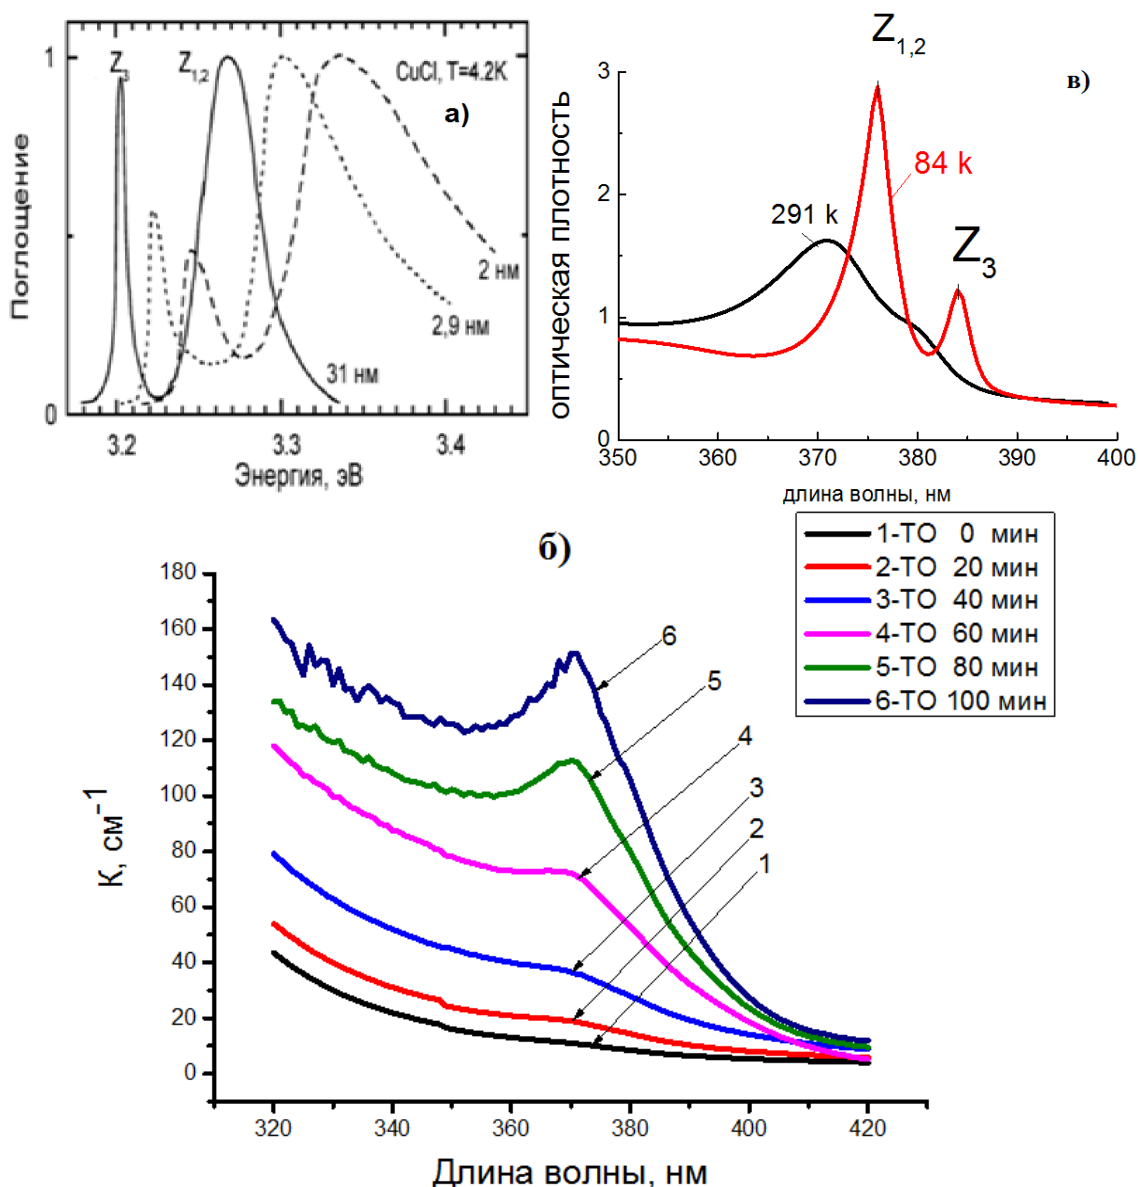 Z3
Z1,2
CuCl, T=4.2K
а)
1
0
Поглощение
2 нм
2,9 нм
31 нм
3.2
3.3
3.4
Энергия, эВ
Z1,2
в)
3
2
1
0
оптическая плотность
84 k
291 k
Z3
350
360
370
380
390
400
длина волны, нм
б)
1-ТО 0 мин
2-ТО 20 мин
3-ТО 40 мин
4-ТО 60 мин
5-ТО 80 мин
6-ТО 100 мин
180
160
140
120
100
80
60
40
20
0
К, см⁻¹
6
5
4
3
2
1
320
340
360
380
400
420
Длина волны, нм